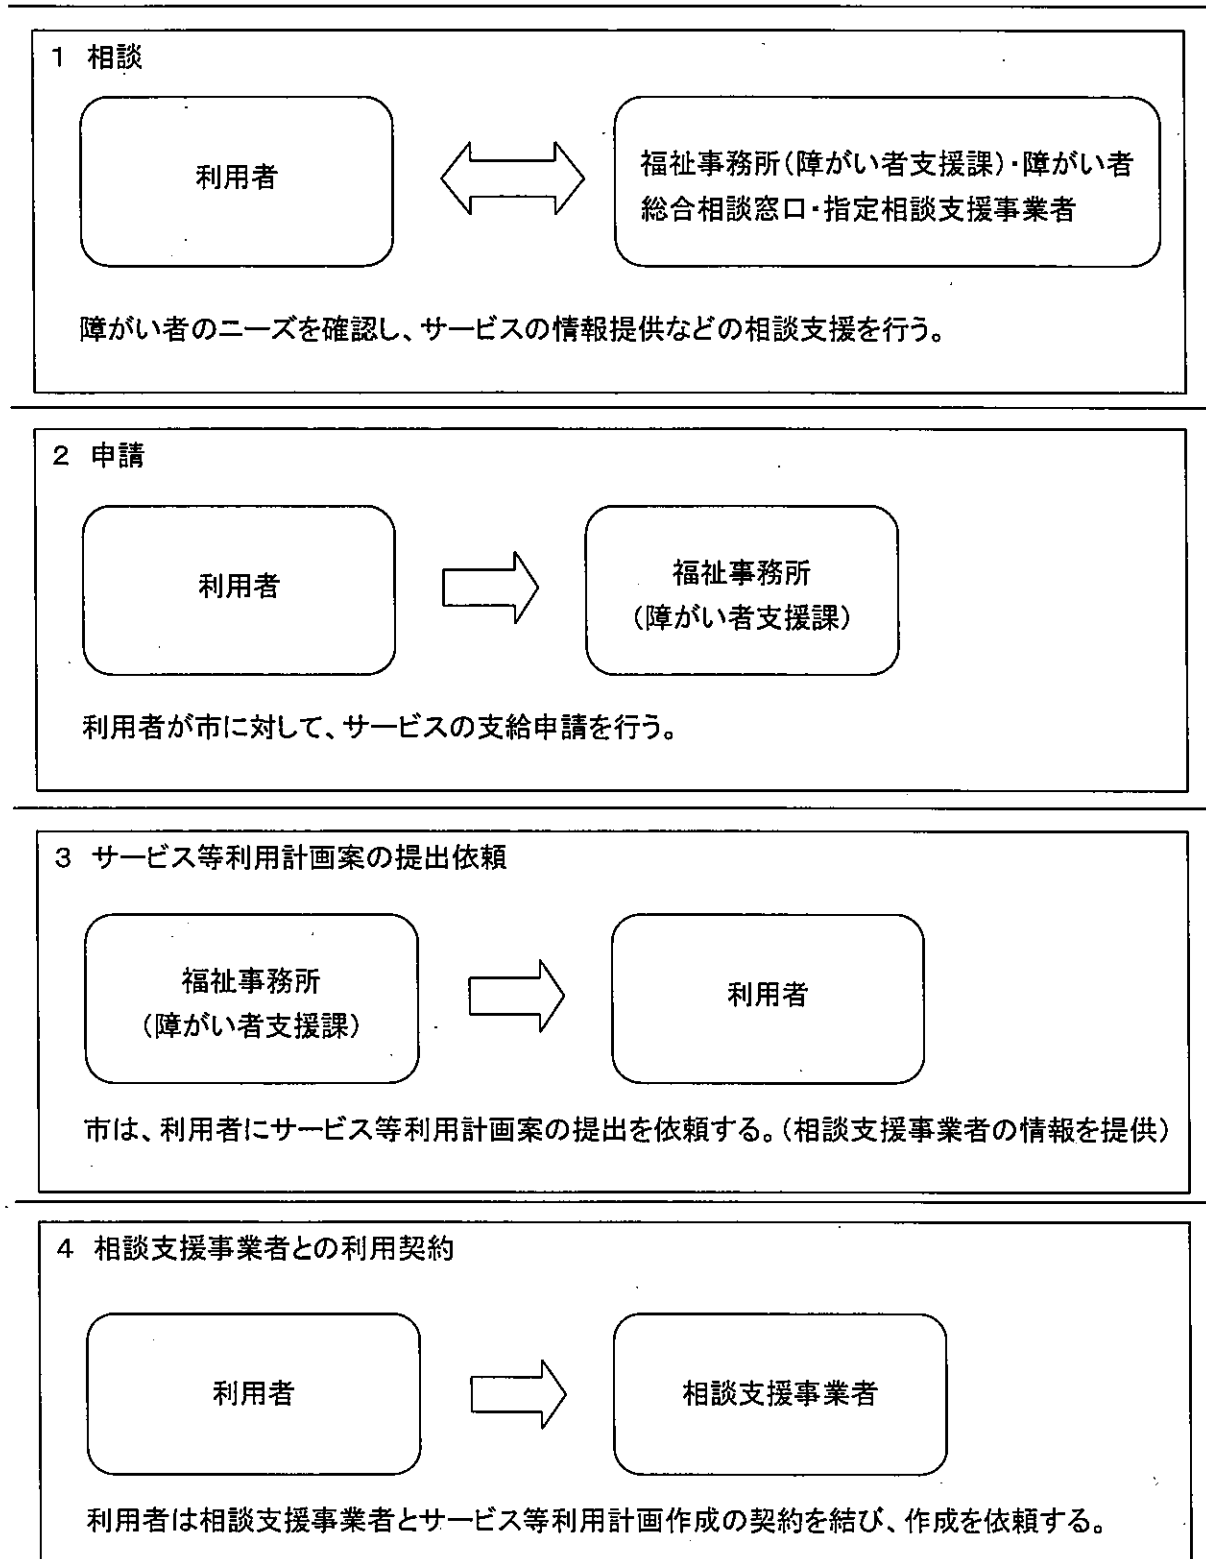 1 相談
利用者
福祉事務所(障がい者支援課)・障がい者
総合相談窓口・指定相談支援事業者
障がい者のニーズを確認し、サービスの情報提供などの相談支援を行う。
2 申請
利用者
福祉事務所
(障がい者支援課)
利用者が市に対して、サービスの支給申請を行う。
3 サービス等利用計画案の提出依頼
福祉事務所
(障がい者支援課)
利用者
市は、利用者にサービス等利用計画案の提出を依頼する。(相談支援事業者の情報を提供)
4 相談支援事業者との利用契約
利用者
相談支援事業者
利用者は相談支援事業者とサービス等利用計画作成の契約を結び、作成を依頼する。